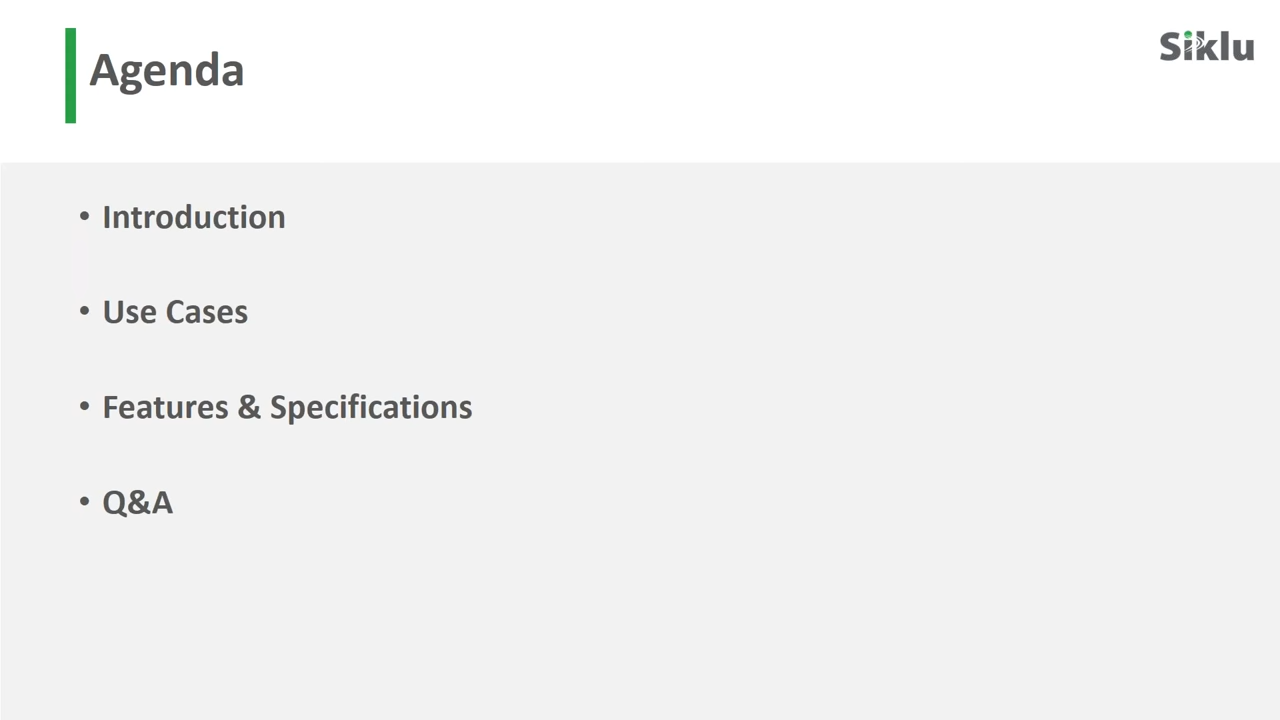 Agenda
Siklu
• Introduction
• Use Cases
• Features & Specifications
• Q&A